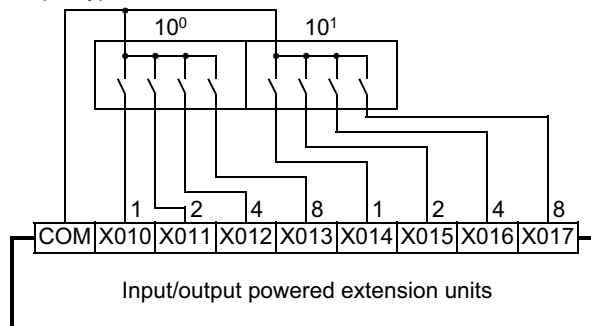 10⁰ 10¹
1 2 4 8 1 2 4 8
COM X010 X011 X012 X013 X014 X015 X016 X017
Input/output powered extension units